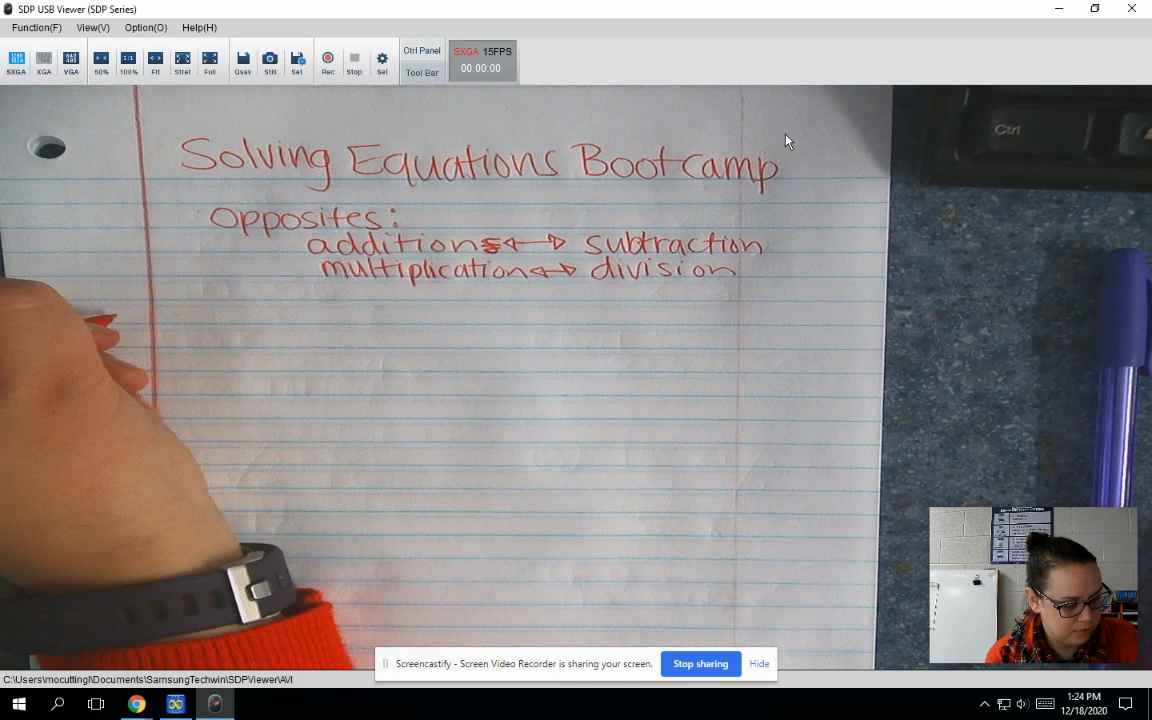 SDP USB Viewer (SDP Series)
Function(F) View(V) Option(O) Help(H)
SXGA XGA VGA 50% 100% Fit Stret Full Qsav Still Set Rec Stop Set
Ctrl Panel
Tool Bar
SXGA 15FPS
00:00:00
Ctrl
Solving Equations Bootcamp
Opposites:
addition ↔ subtraction
multiplication ↔ division
Screencastify - Screen Video Recorder is sharing your screen. Stop sharing Hide
C:\Users\mocuttingl\Documents\SamsungTechwin\SDPViewer\AVI
1:24 PM
12/18/2020